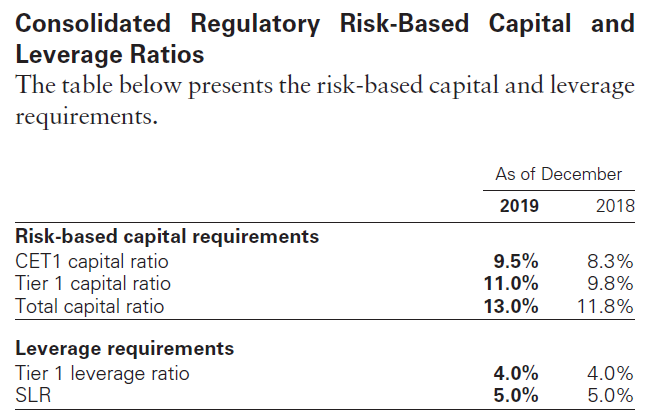 Consolidated Regulatory Risk-Based Capital and
Leverage Ratios
The table below presents the risk-based capital and leverage
requirements.
As of December
2019 2018
Risk-based capital requirements
CET1 capital ratio 9.5% 8.3%
Tier 1 capital ratio 11.0% 9.8%
Total capital ratio 13.0% 11.8%
Leverage requirements
Tier 1 leverage ratio 4.0% 4.0%
SLR 5.0% 5.0%